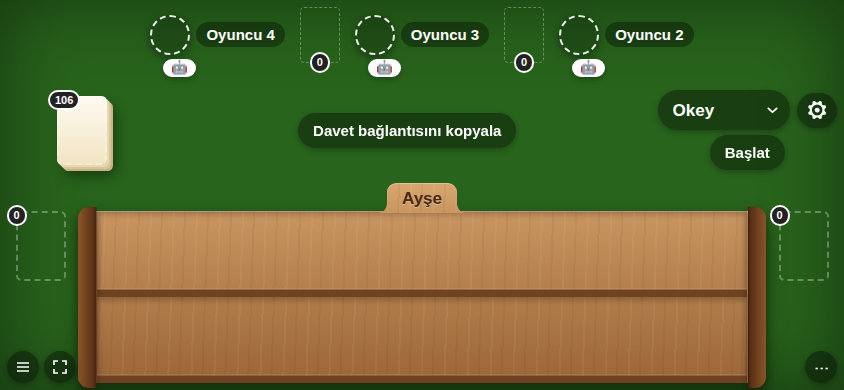 Oyuncu 4
0
Oyuncu 3
0
Oyuncu 2
106
Davet bağlantısını kopyala
Okey
Başlat
Ayşe
0
0